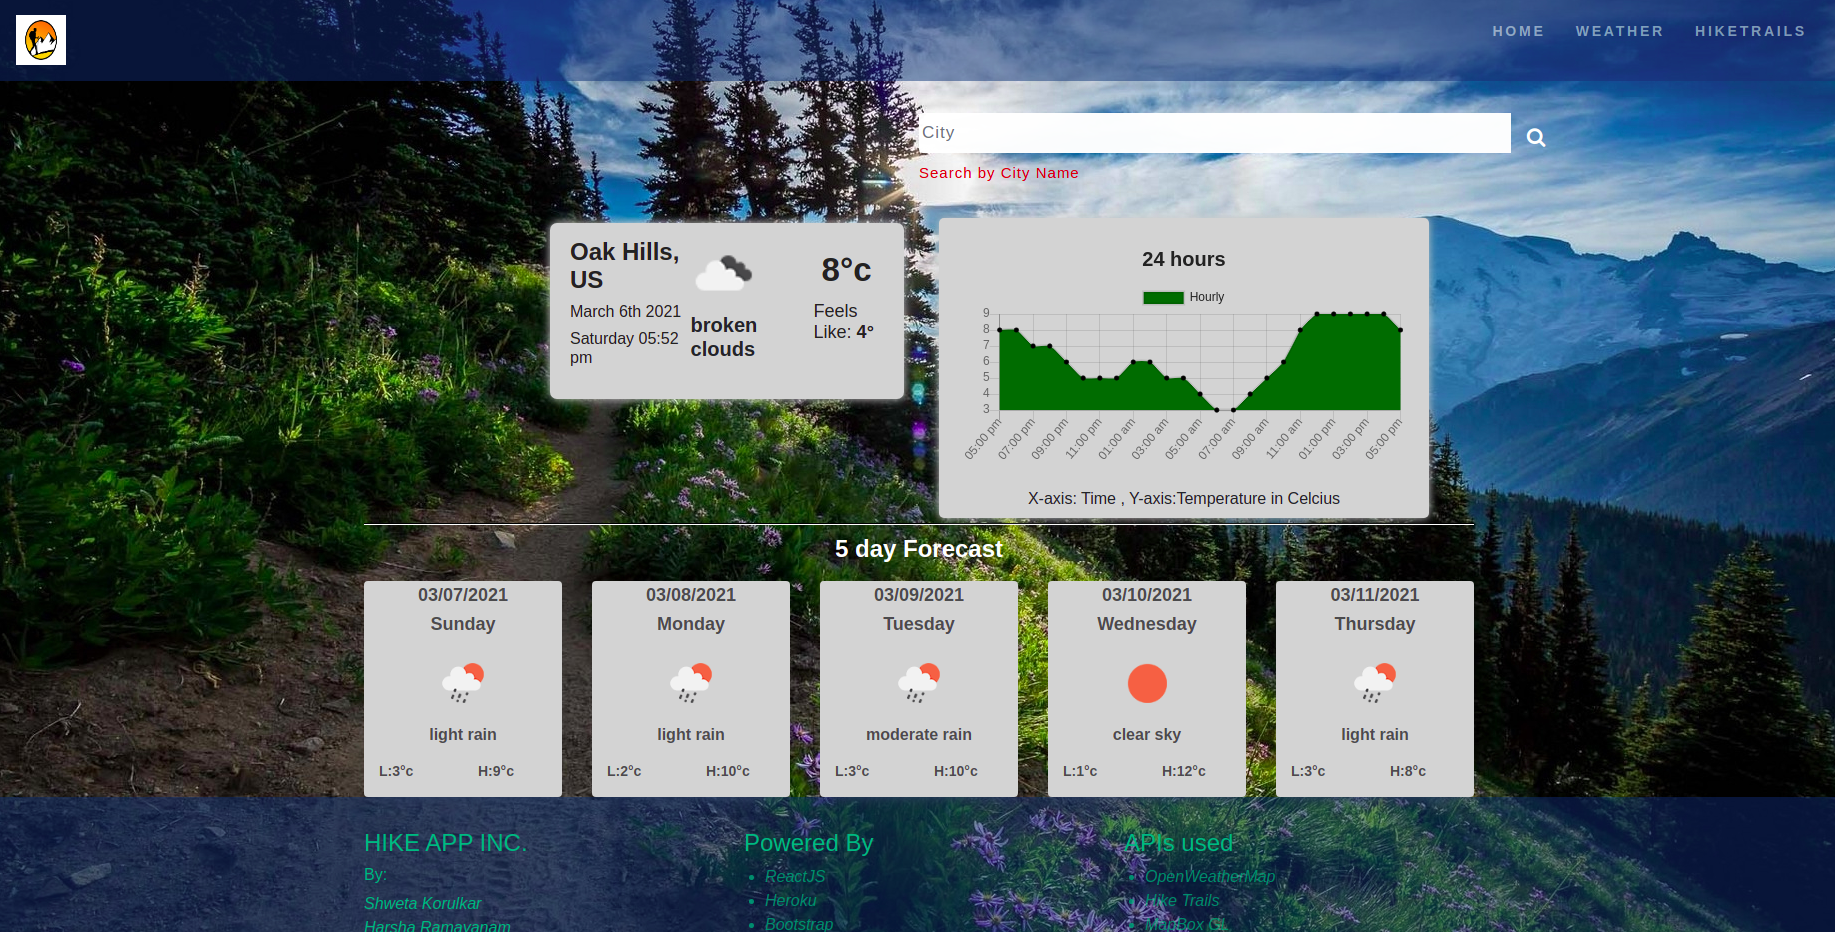 HOME WEATHER HIKETRAILS
City
Search by City Name
Oak Hills,
US
March 6th 2021
Saturday 05:52
pm
broken
clouds
8°c
Feels
Like: 4°
24 hours
Hourly
9
8
7
6
5
4
3
05:00 pm 07:00 pm 09:00 pm 11:00 pm 01:00 am 03:00 am 05:00 am 07:00 am 09:00 am 11:00 am 01:00 pm 03:00 pm 05:00 pm
X-axis: Time , Y-axis:Temperature in Celcius
5 day Forecast
03/07/2021
Sunday
light rain
L:3°c H:9°c
03/08/2021
Monday
light rain
L:2°c H:10°c
03/09/2021
Tuesday
moderate rain
L:3°c H:10°c
03/10/2021
Wednesday
clear sky
L:1°c H:12°c
03/11/2021
Thursday
light rain
L:3°c H:8°c
HIKE APP INC.
By:
Shweta Korulkar
Harsha Ramayanam
Powered By
ReactJS
Heroku
Bootstrap
APIs used
OpenWeatherMap
Hike Trails
MapBox GL